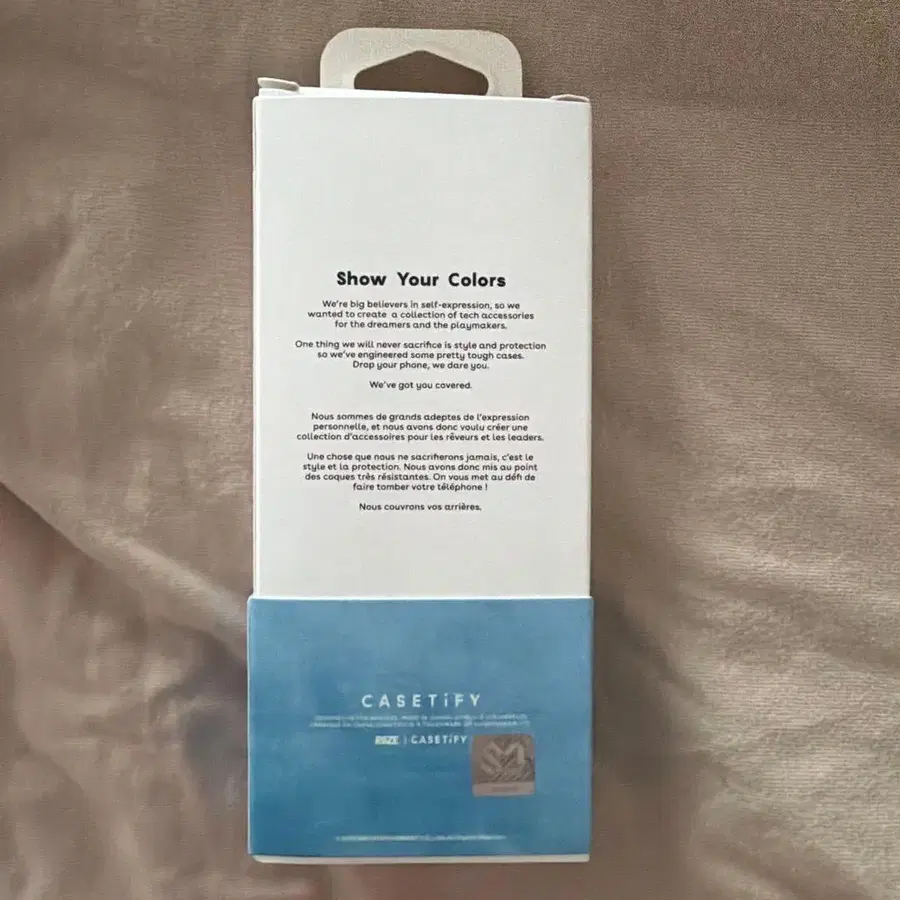 Show Your Colors
We're big believers in self-expression, so we
wanted to create a collection of tech accessories
for the dreamers and the playmakers.
One thing we will never sacrifice is style and protection
so we've engineered some pretty tough cases.
Drop your phone, we dare you.
We've got you covered.
Nous sommes de grands adeptes de l'expression
personnelle, et nous avons donc voulu créer une
collection d'accessoires pour les rêveurs et les leaders.
Une chose que nous ne sacrifierons jamais, c'est le
style et la protection. Nous avons donc mis au point
des coques très résistantes. On vous met au défi de
faire tomber votre téléphone !
Nous couvrons vos arrières.
CASETiFY
RIIZE | CASETiFY